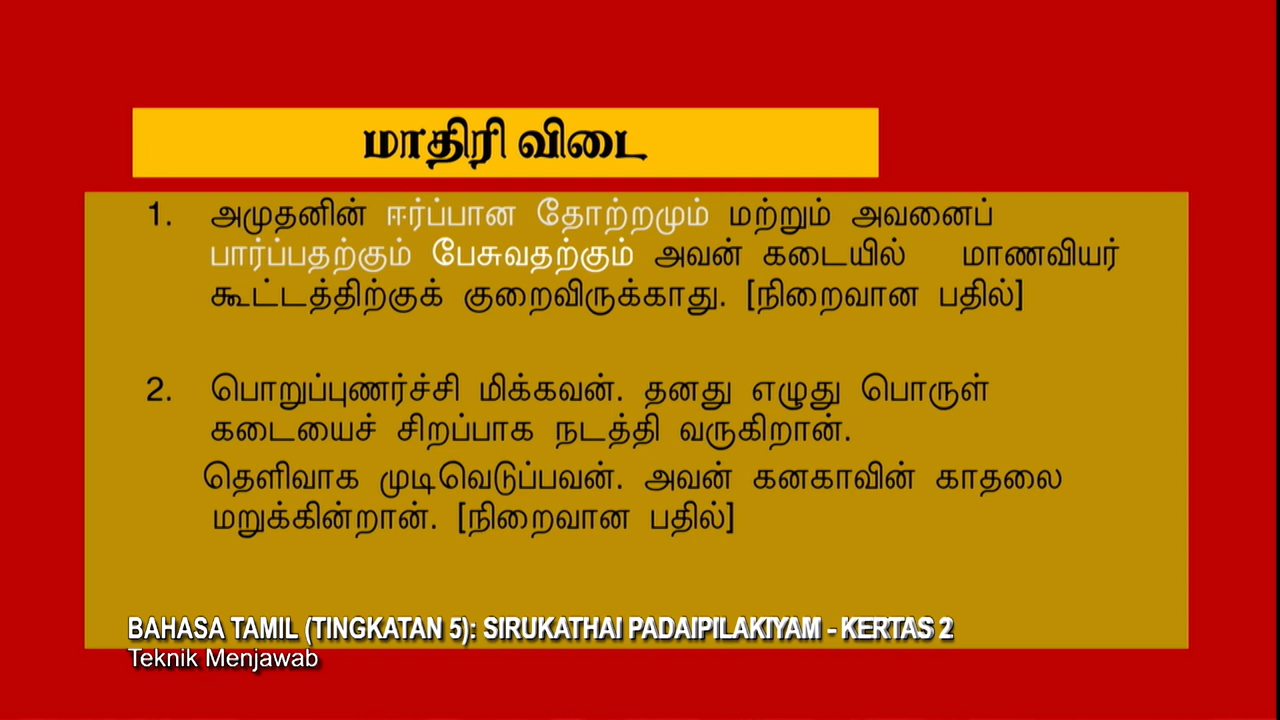 மாதிரி விடை
1. அமுதனின் ஈர்ப்பான தோற்றமும் மற்றும் அவனைப்
பார்ப்பதற்கும் பேசுவதற்கும் அவன் கடையில் மாணவியர்
கூட்டத்திற்குக் குறைவிருக்காது. [நிறைவான பதில்]
2. பொறுப்புணர்ச்சி மிக்கவன். தனது எழுது பொருள்
கடையைச் சிறப்பாக நடத்தி வருகிறான்.
தெளிவாக முடிவெடுப்பவன். அவன் கனகாவின் காதலை
மறுக்கின்றான். [நிறைவான பதில்]
BAHASA TAMIL (TINGKATAN 5): SIRUKATHAI PADAIPILAKIYAM - KERTAS 2
Teknik Menjawab